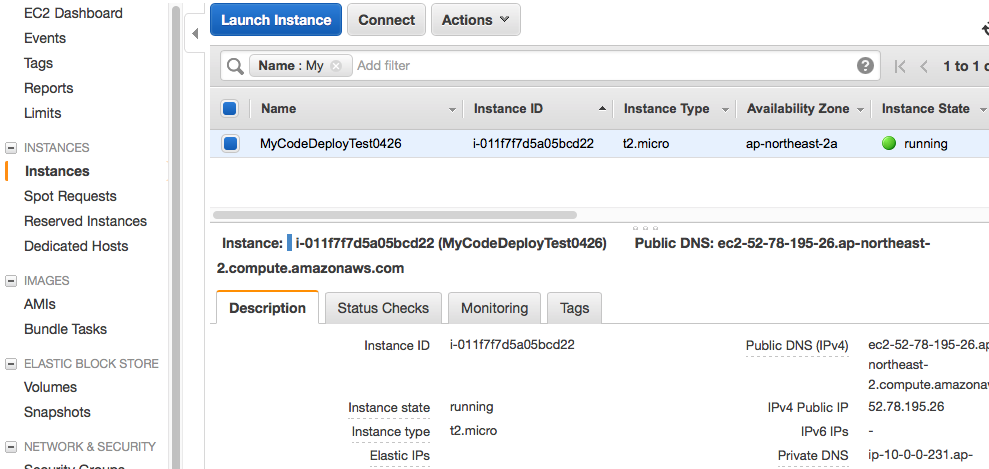 EC2 Dashboard
Events
Tags
Reports
Limits
INSTANCES
Instances
Spot Requests
Reserved Instances
Dedicated Hosts
IMAGES
AMIs
Bundle Tasks
ELASTIC BLOCK STORE
Volumes
Snapshots
NETWORK & SECURITY
Security Groups
Launch Instance Connect Actions
Name : My Add filter 1 to 1 o
Name Instance ID Instance Type Availability Zone Instance State
MyCodeDeployTest0426 i-011f7f7d5a05bcd22 t2.micro ap-northeast-2a running
Instance: i-011f7f7d5a05bcd22 (MyCodeDeployTest0426) Public DNS: ec2-52-78-195-26.ap-northeast-
2.compute.amazonaws.com
Description Status Checks Monitoring Tags
Instance ID i-011f7f7d5a05bcd22 Public DNS (IPv4) ec2-52-78-195-26.ap
northeast-
2.compute.amazonaw
Instance state running IPv4 Public IP 52.78.195.26
Instance type t2.micro IPv6 IPs -
Elastic IPs Private DNS ip-10-0-0-231.ap-